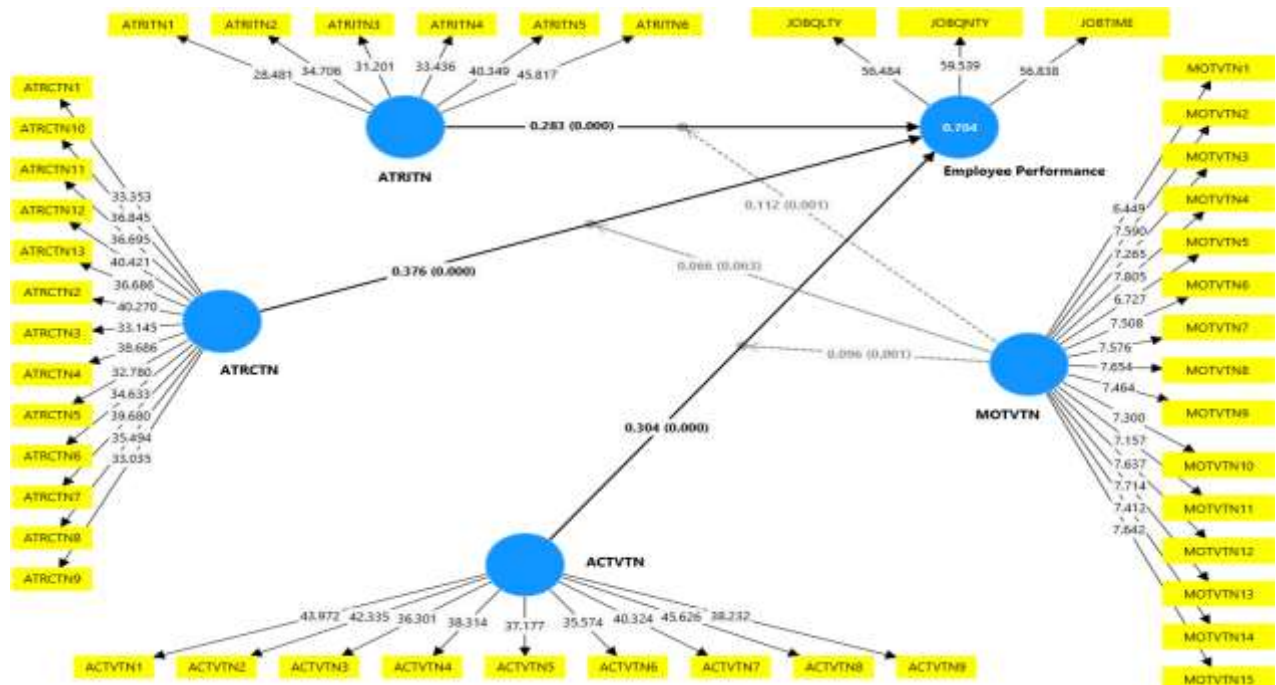 ATRITN1 ATRITN2 ATRITN3 ATRITN4 ATRITN5 ATRITN6
28.481 34.706 31.201 33.436 40.349 45.817
ATRITN
JOBQLTY JOBQNTY JOBTIME
56.484 59.539 56.838
0.704
Employee Performance
0.283 (0.000)
0.112 (0.001)
0.066 (0.063)
0.376 (0.000)
0.096 (0.001)
0.304 (0.000)
ATRCTN1
ATRCTN10
ATRCTN11
ATRCTN12
ATRCTN13
ATRCTN2
ATRCTN3
ATRCTN4
ATRCTN5
ATRCTN6
ATRCTN7
ATRCTN8
ATRCTN9
33.353
36.845
36.695
40.421
36.686
40.270
33.145
38.686
32.780
34.633
39.680
35.494
33.035
ATRCTN
MOTVTN1
MOTVTN2
MOTVTN3
MOTVTN4
MOTVTN5
MOTVTN6
MOTVTN7
MOTVTN8
MOTVTN9
MOTVTN10
MOTVTN11
MOTVTN12
MOTVTN13
MOTVTN14
MOTVTN15
6.449
7.590
7.265
7.805
6.727
7.508
7.576
7.654
7.464
7.300
7.157
7.637
7.714
7.412
7.642
MOTVTN
ACTVTN
43.972 42.335 36.301 38.314 37.177 35.574 40.324 45.626 38.232
ACTVTN1 ACTVTN2 ACTVTN3 ACTVTN4 ACTVTN5 ACTVTN6 ACTVTN7 ACTVTN8 ACTVTN9